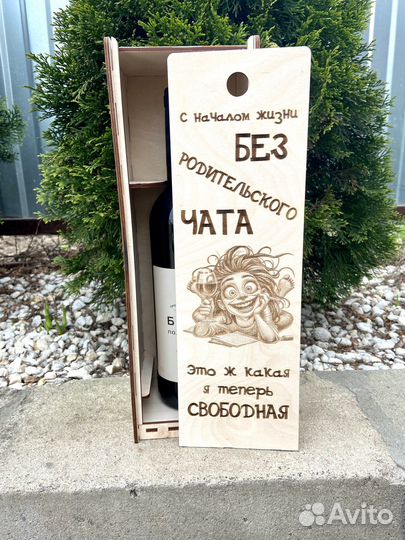 С началом жизни
БЕЗ
РОДИТЕЛЬСКОГО
ЧАТА
Это ж какая
я теперь
СВОБОДНАЯ
Avito